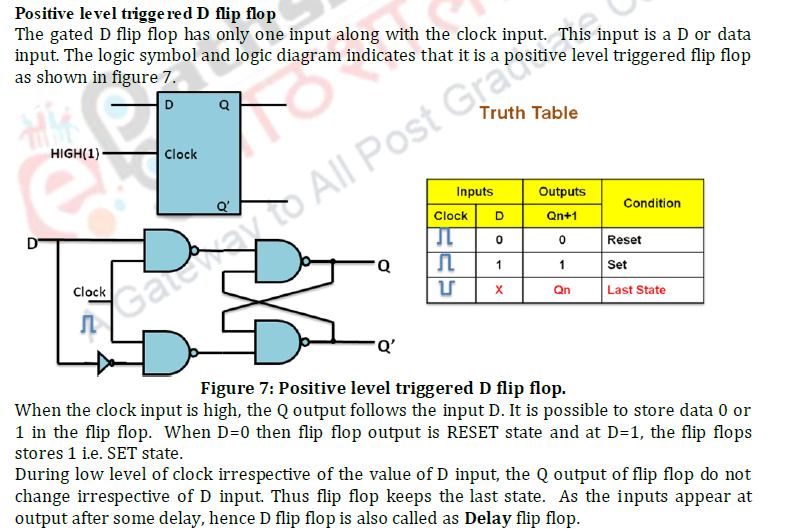 Positive level triggered D flip flop
The gated D flip flop has only one input along with the clock input. This input is a D or data
input. The logic symbol and logic diagram indicates that it is a positive level triggered flip flop
as shown in figure 7.
D Q
HIGH(1) Clock
Q'
D
Clock
Q
Q'
Truth Table
Inputs Outputs Condition
Clock D Qn+1
0 0 Reset
1 1 Set
X Qn Last State
A Gateway to All Post Graduate
Figure 7: Positive level triggered D flip flop.
When the clock input is high, the Q output follows the input D. It is possible to store data 0 or
1 in the flip flop. When D=0 then flip flop output is RESET state and at D=1, the flip flops
stores 1 i.e. SET state.
During low level of clock irrespective of the value of D input, the Q output of flip flop do not
change irrespective of D input. Thus flip flop keeps the last state. As the inputs appear at
output after some delay, hence D flip flop is also called as Delay flip flop.